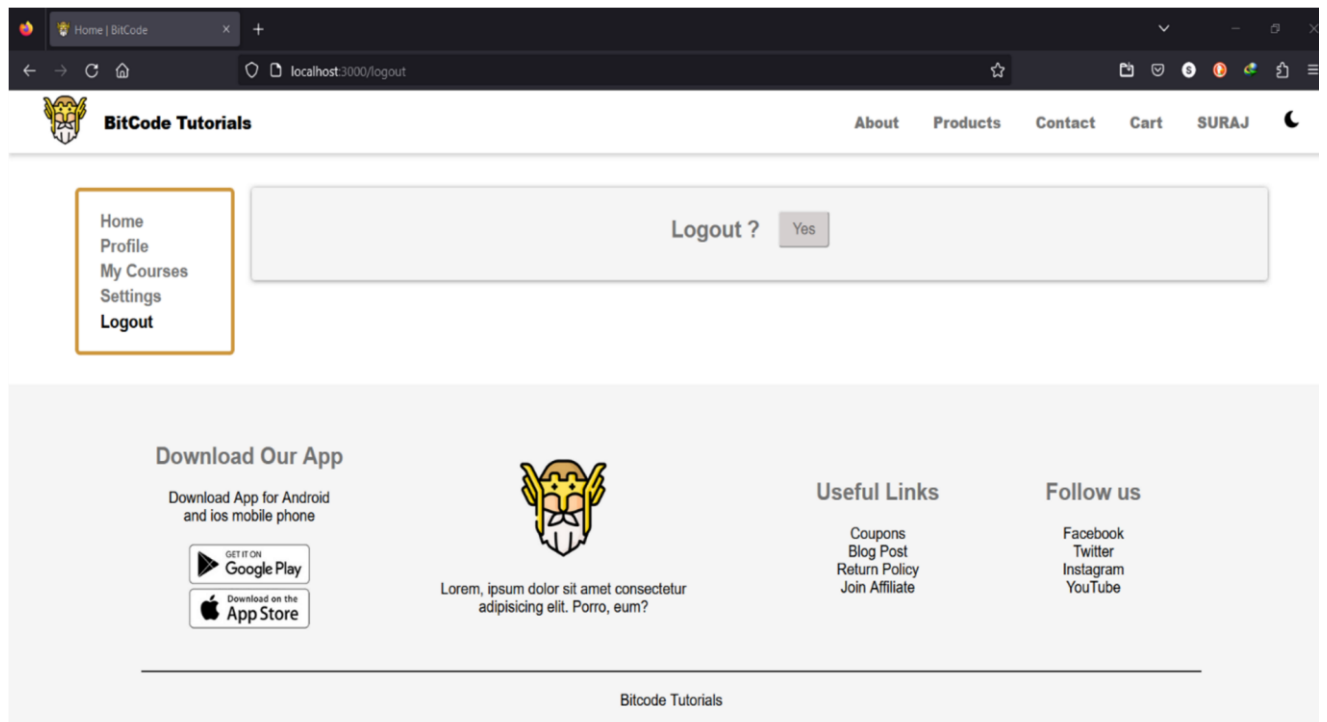 Home | BitCode
localhost:3000/logout
BitCode Tutorials
About Products Contact Cart SURAJ
Home
Profile
My Courses
Settings
Logout
Logout ? Yes
Download Our App
Download App for Android
and ios mobile phone
GET IT ON
Google Play
Download on the
App Store
Lorem, ipsum dolor sit amet consectetur
adipisicing elit. Porro, eum?
Useful Links
Coupons
Blog Post
Return Policy
Join Affiliate
Follow us
Facebook
Twitter
Instagram
YouTube
Bitcode Tutorials